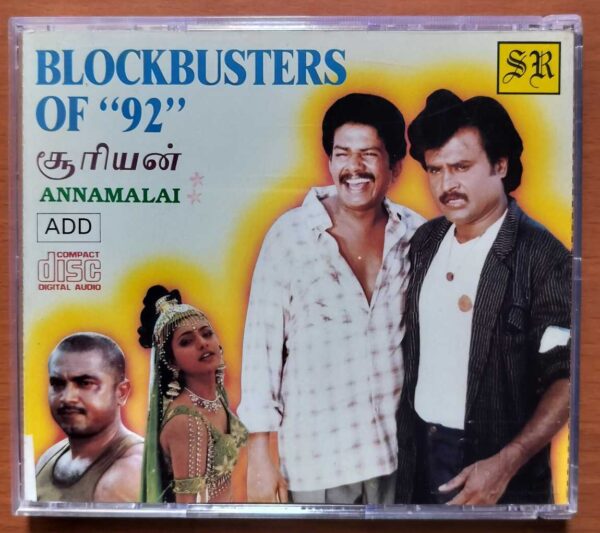 BLOCKBUSTERS
OF "92"
சூரியன்
ANNAMALAI
ADD
COMPACT
disc
DIGITAL AUDIO
SR